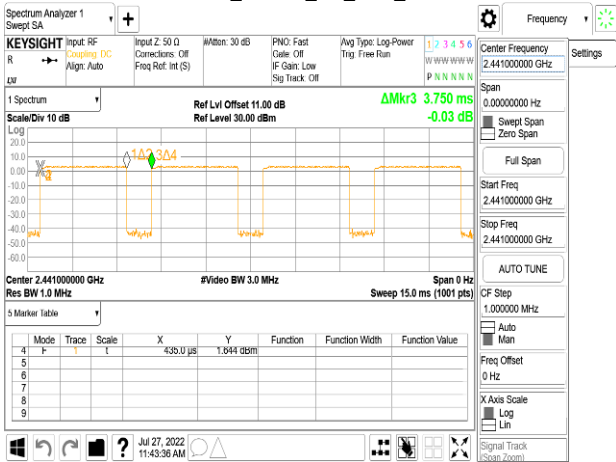 Spectrum Analyzer 1
Swept SA
+
Frequency
KEYSIGHT
R
Input: RF
Coupling: DC
Align: Auto
Input Z: 50 Ω
Corrections: Off
Freq Ref: Int (S)
#Atten: 30 dB
PNO: Fast
Gate: Off
IF Gain: Low
Sig Track: Off
Avg Type: Log-Power
Trig: Free Run
1 2 3 4 5 6
W W W W W W
P N N N N N
Center Frequency
2.441000000 GHz
Settings
Span
0.00000000 Hz
Swept Span
Zero Span
Full Span
Start Freq
2.441000000 GHz
Stop Freq
2.441000000 GHz
AUTO TUNE
CF Step
1.000000 MHz
Auto
Man
Freq Offset
0 Hz
X Axis Scale
Log
Lin
Signal Track
(Span Zoom)
1 Spectrum
Scale/Div 10 dB
Ref Lvl Offset 11.00 dB
Ref Level 30.00 dBm
ΔMkr3 3.750 ms
-0.03 dB
Log
20.0
10.0
0.00
-10.0
-20.0
-30.0
-40.0
-50.0
-60.0
1Δ2 3Δ4
Center 2.441000000 GHz
Res BW 1.0 MHz
#Video BW 3.0 MHz
Span 0 Hz
Sweep 15.0 ms (1001 pts)
5 Marker Table
Mode Trace Scale X Y Function Function Width Function Value
4 F 1 t 435.0 µs 1.644 dBm
5
6
7
8
9
?
Jul 27, 2022
11:43:36 AM